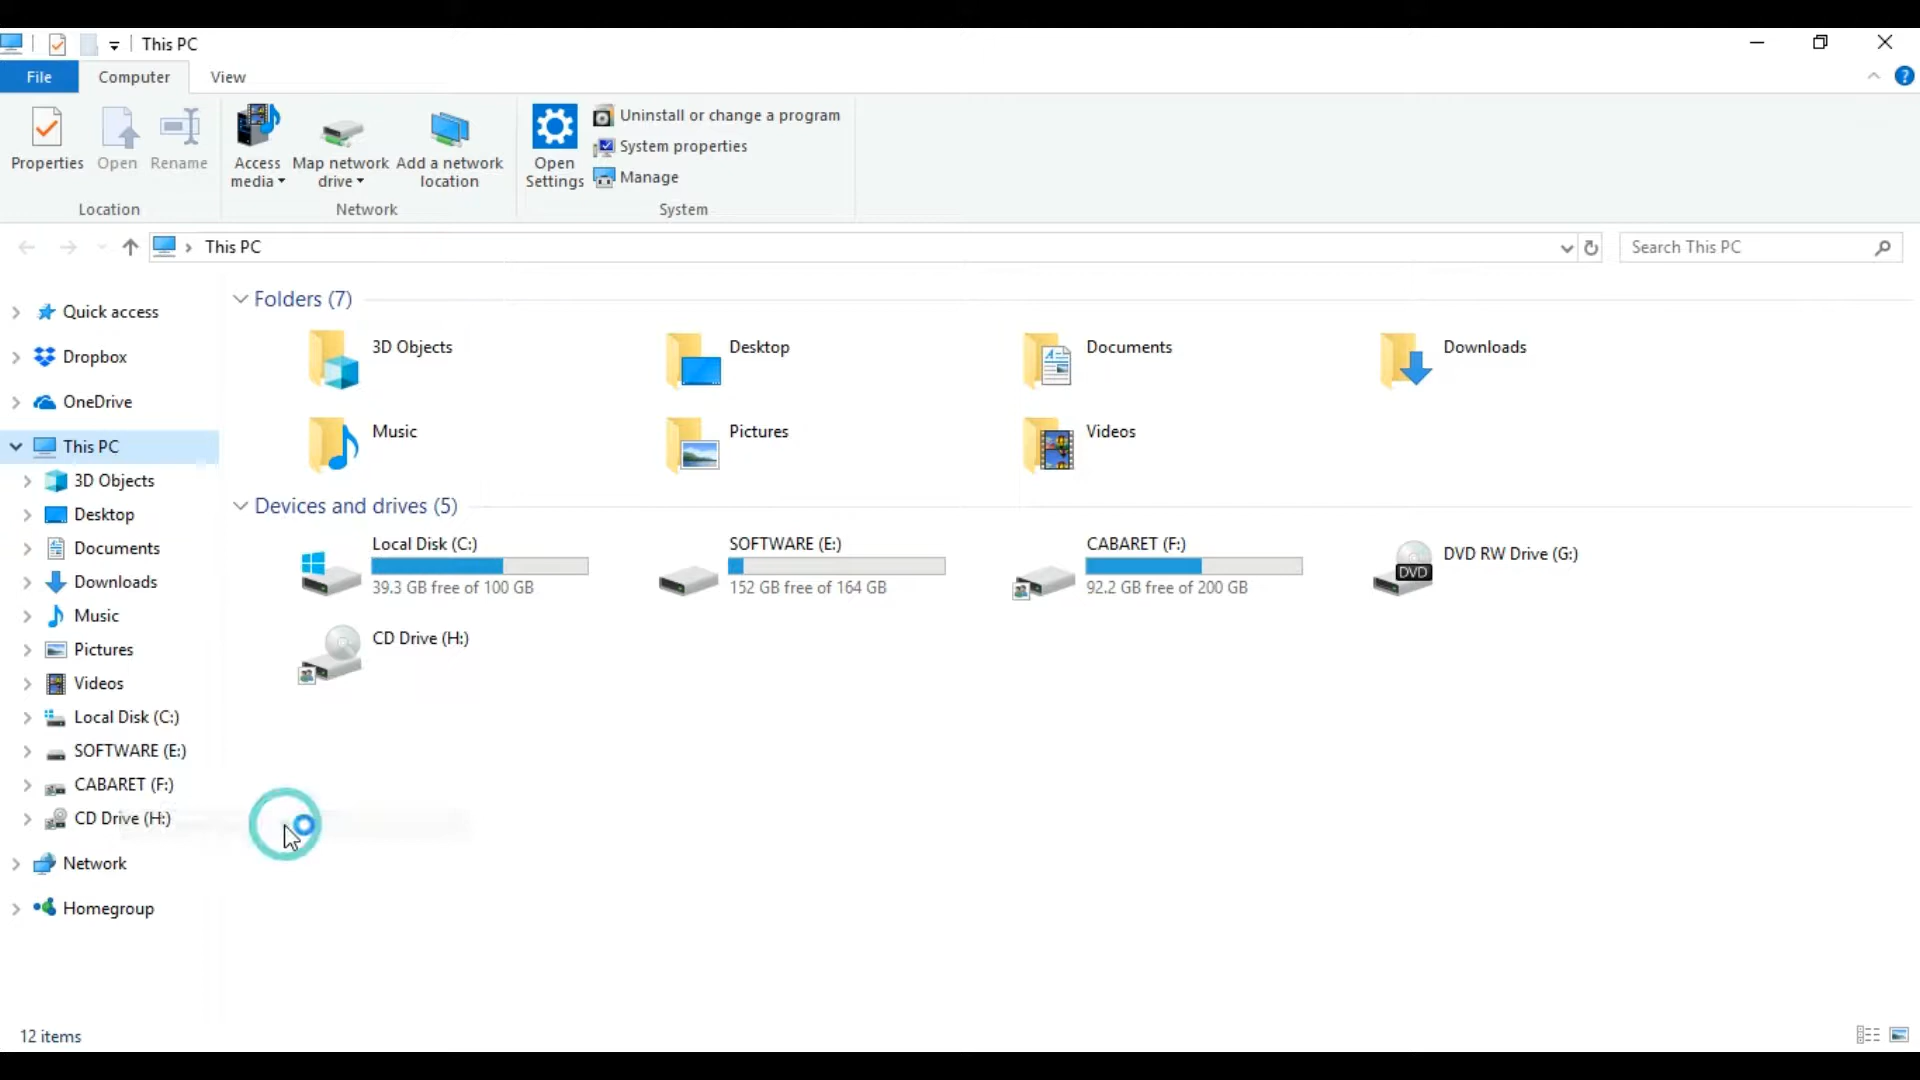 This PC
File Computer View
Properties Open Rename Access media Map network drive Add a network location Open Settings Uninstall or change a program
System properties
Manage
Location Network System
This PC
Search This PC
Quick access
Dropbox
OneDrive
This PC
3D Objects
Desktop
Documents
Downloads
Music
Pictures
Videos
Local Disk (C:)
SOFTWARE (E:)
CABARET (F:)
CD Drive (H:)
Network
Homegroup
Folders (7)
3D Objects Desktop Documents Downloads
Music Pictures Videos
Devices and drives (5)
Local Disk (C:) SOFTWARE (E:) CABARET (F:) DVD RW Drive (G:)
39.3 GB free of 100 GB 152 GB free of 164 GB 92.2 GB free of 200 GB
DVD
CD Drive (H:)
12 items